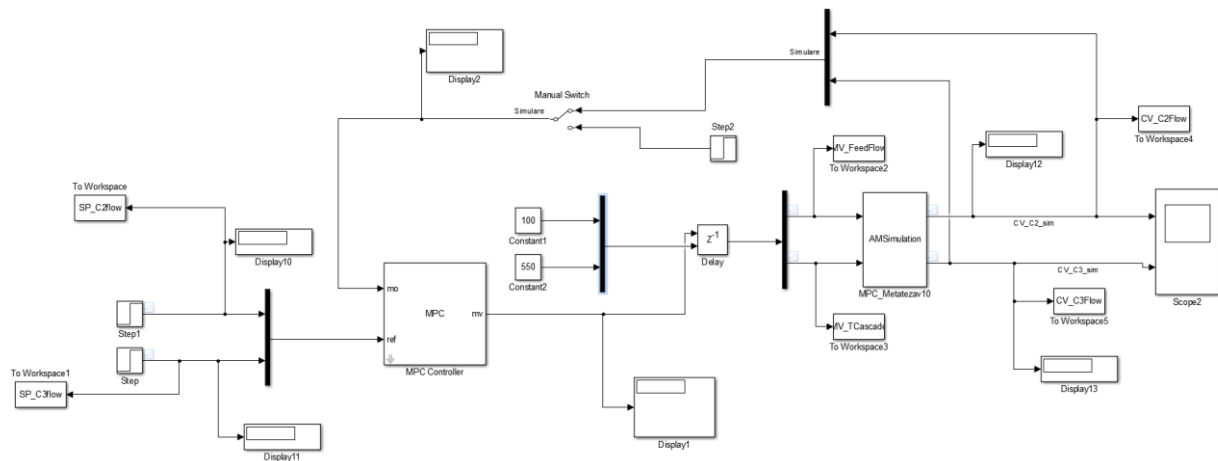 Simulare
Display2
Manual Switch
Simulare
Step2
CV_C2Flow
To Workspace4
MV_FeedFlow
To Workspace2
Display12
To Workspace
SP_C2flow
Display10
100
Constant1
550
Constant2
Z-1
Delay
AMSimulation
MPC_Metatezav10
CV_C2_sim
CV_C3_sim
Scope2
mo
MPC
mv
ref
MPC Controller
Step1
Step
To Workspace1
SP_C3flow
Display11
Display1
MV_TCascade
To Workspace3
CV_C3Flow
To Workspace5
Display13